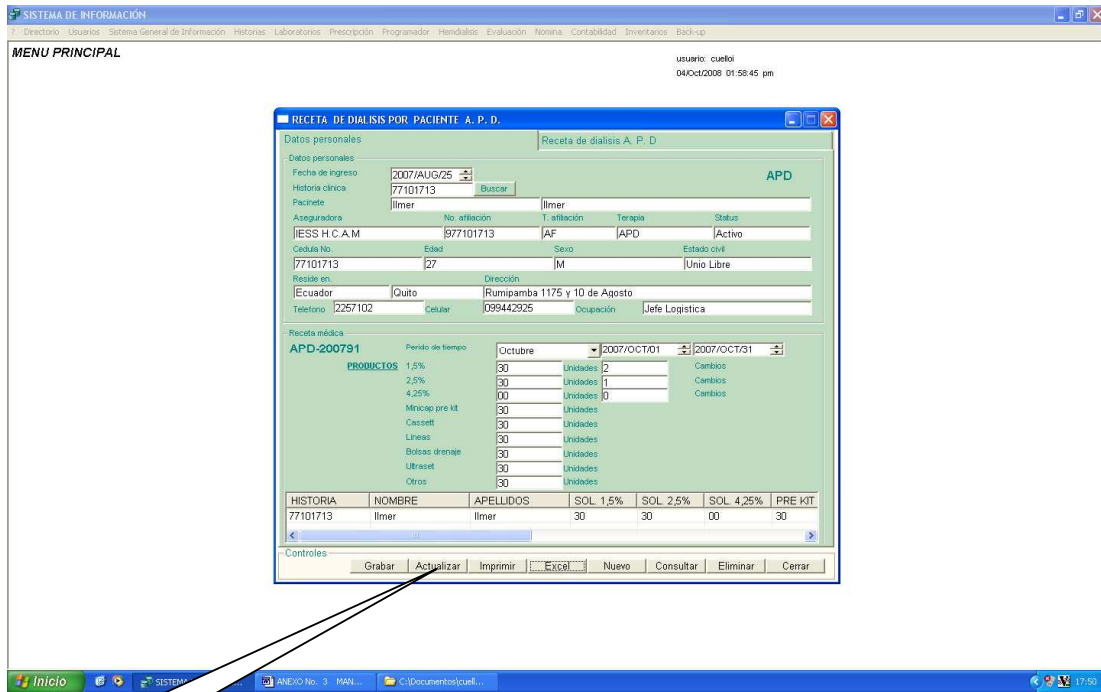 SISTEMA DE INFORMACIÓN
? Directorio Usuarios Sistema General de Información Historias Laboratorios Prescripción Programador Hemdialsis Evaluación Nomina Contabilidad Inventarios Back-up
MENU PRINCIPAL
usuario: cuelloi
04/Oct/2008 01:58:45 pm
RECETA DE DIALISIS POR PACIENTE A. P. D.
Datos personales Receta de dialisis A. P. D
Datos personales
Fecha de ingreso 2007/AUG/25 APD
Historia clínica 77101713 Buscar
Pacinete Ilmer Ilmer
Aseguradora No. afiliación T. afiliación Terapia Status
IESS H.C.A.M 977101713 AF APD Activo
Cedula No. Edad Sexo Estado civil
77101713 27 M Unio Libre
Reside en. Dirección
Ecuador Quito Rumipamba 1175 y 10 de Agosto
Telefono 2257102 Celular 099442925 Ocupación Jefe Logistica
Receta médica
APD-200791 Perido de tiempo Octubre 2007/OCT/01 2007/OCT/31
PRODUCTOS 1,5% 30 Unidades 2 Cambios
2,5% 30 Unidades 1 Cambios
4,25% 00 Unidades 0 Cambios
Minicap pre kit 30 Unidades
Cassett 30 Unidades
Lineas 30 Unidades
Bolsas drenaje 30 Unidades
Ultraset 30 Unidades
Otros 30 Unidades
HISTORIA NOMBRE APELLIDOS SOL. 1,5% SOL. 2,5% SOL. 4,25% PRE KIT
77101713 Ilmer Ilmer 30 30 00 30
Controles
Grabar Actualizar Imprimir Excel Nuevo Consultar Eliminar Cerrar
Inicio SISTEMA ... ANEXO No. 3 MAN... C:\Documentos\cuell... 17:50